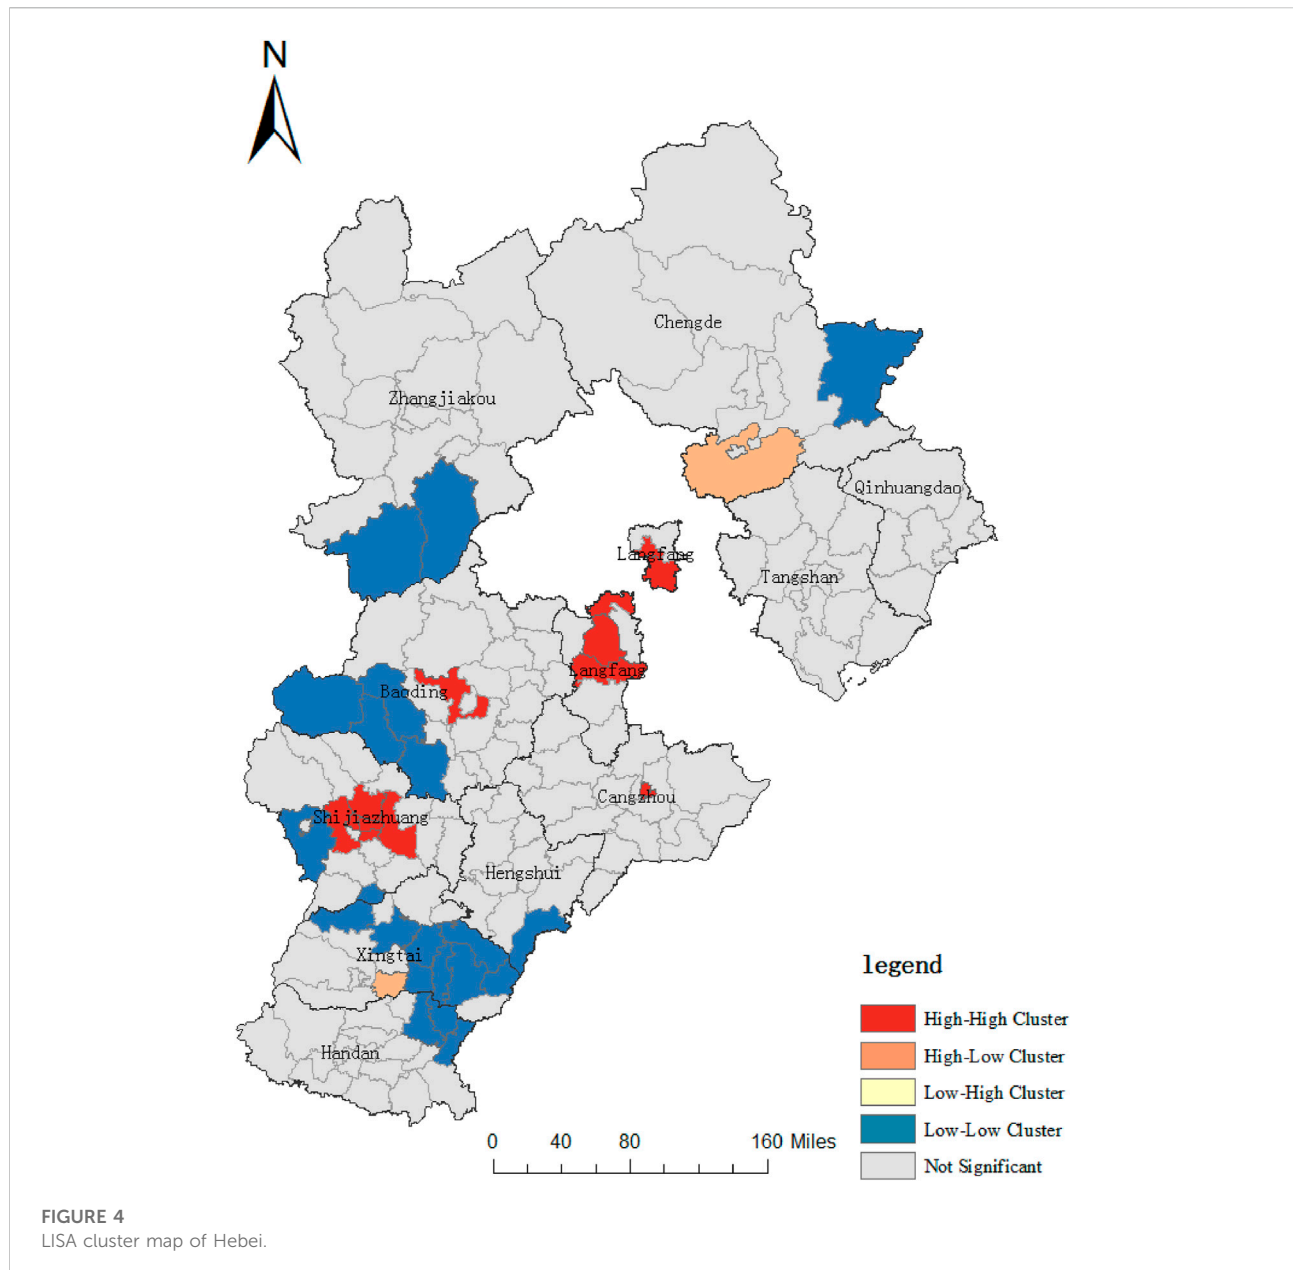 N
Chengde
Zhangjiakou
Qinhuangdao
Langfang
Tangshan
Langfang
Baoding
Cangzhou
Shijiazhuang
Hengshui
Xingtai
Handan
legend
High-High Cluster
High-Low Cluster
Low-High Cluster
Low-Low Cluster
Not Significant
0 40 80 160 Miles
FIGURE 4
LISA cluster map of Hebei.